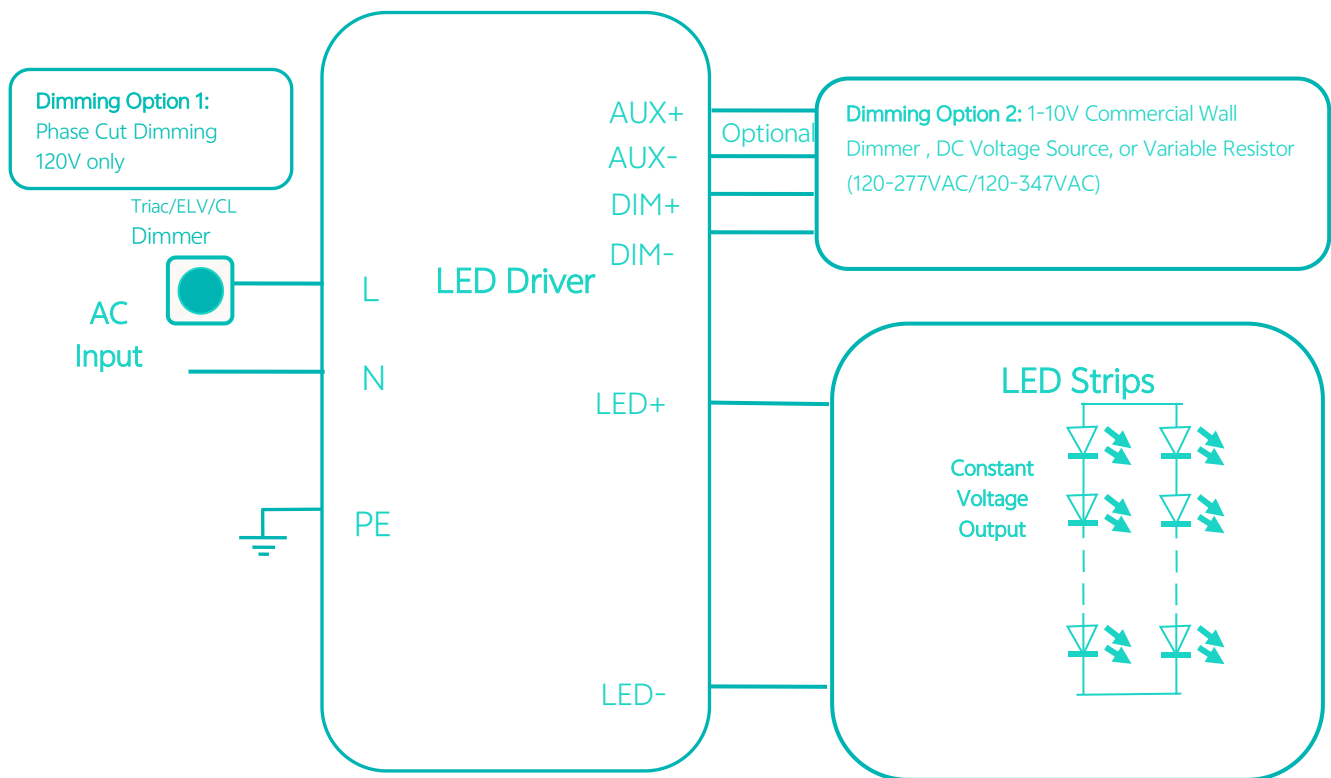 Dimming Option 1:
Phase Cut Dimming
120V only
Triac/ELV/CL
Dimmer
AC
Input
L
N
PE
LED Driver
AUX+
AUX-
DIM+
DIM-
LED+
LED-
Optional
Dimming Option 2: 1-10V Commercial Wall
Dimmer , DC Voltage Source, or Variable Resistor
(120-277VAC/120-347VAC)
LED Strips
Constant
Voltage
Output